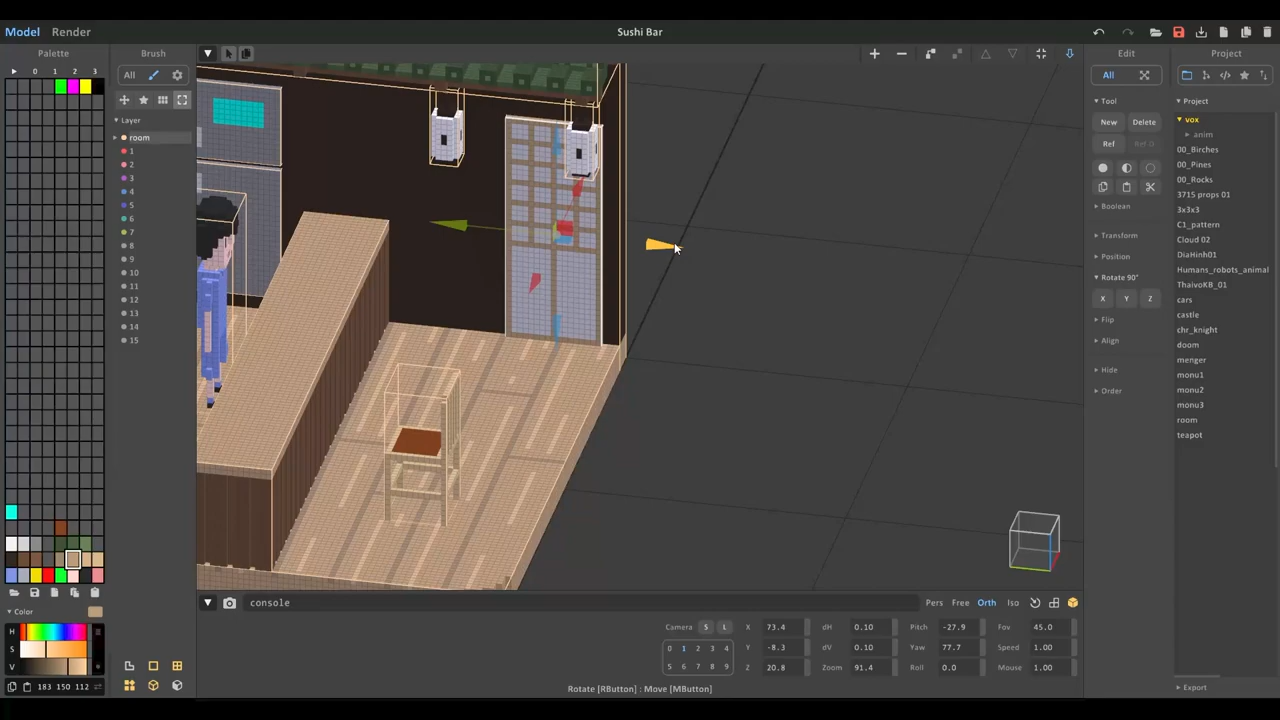 Model Render
Sushi Bar
Palette
Brush
Edit
Project
0 1 2 3
All
All
Layer
Tool
Project
room
New Delete
vox
1
Ref Ref O
anim
2
00_Birches
3
00_Pines
4
00_Rocks
5
3715 props 01
6
Boolean
3x3x3
7
C1_pattern
8
Transform
Cloud 02
9
Position
DiaHinh01
10
Rotate 90°
Humans_robots_animal
11
X Y Z
ThaivoKB_01
12
cars
13
Flip
castle
14
Align
chr_knight
15
doom
Hide
menger
Order
monu1
monu2
monu3
room
teapot
console
Pers Free Orth Iso
Color
H
S
V
183 150 112
Camera S L X 73.4 dH 0.10 Pitch -27.9 Fov 45.0
0 1 2 3 4 Y -8.3 dV 0.10 Yaw 77.7 Speed 1.00
5 6 7 8 9 Z 20.8 Zoom 91.4 Roll 0.0 Mouse 1.00
Rotate [RButton] : Move [MButton]
Export